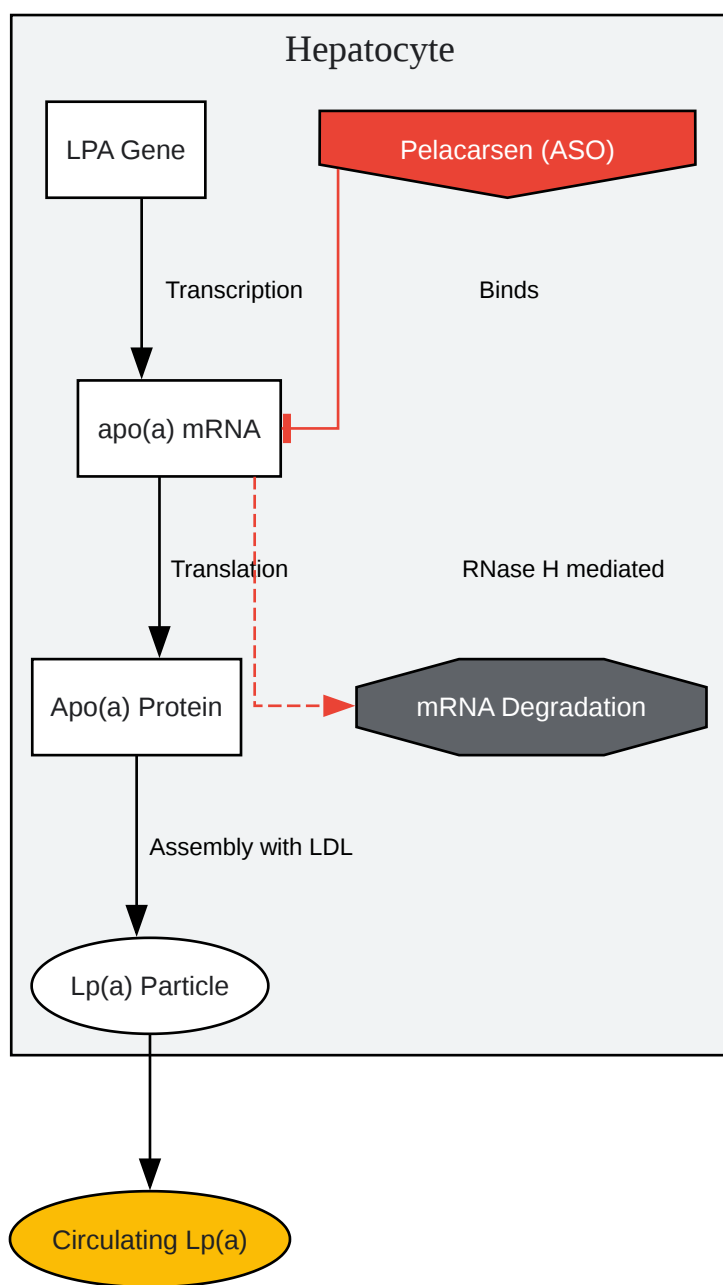 Hepatocyte
LPA Gene
Pelacarsen (ASO)
Transcription
Binds
apo(a) mRNA
Translation
RNase H mediated
Apo(a) Protein
mRNA Degradation
Assembly with LDL
Lp(a) Particle
Circulating Lp(a)